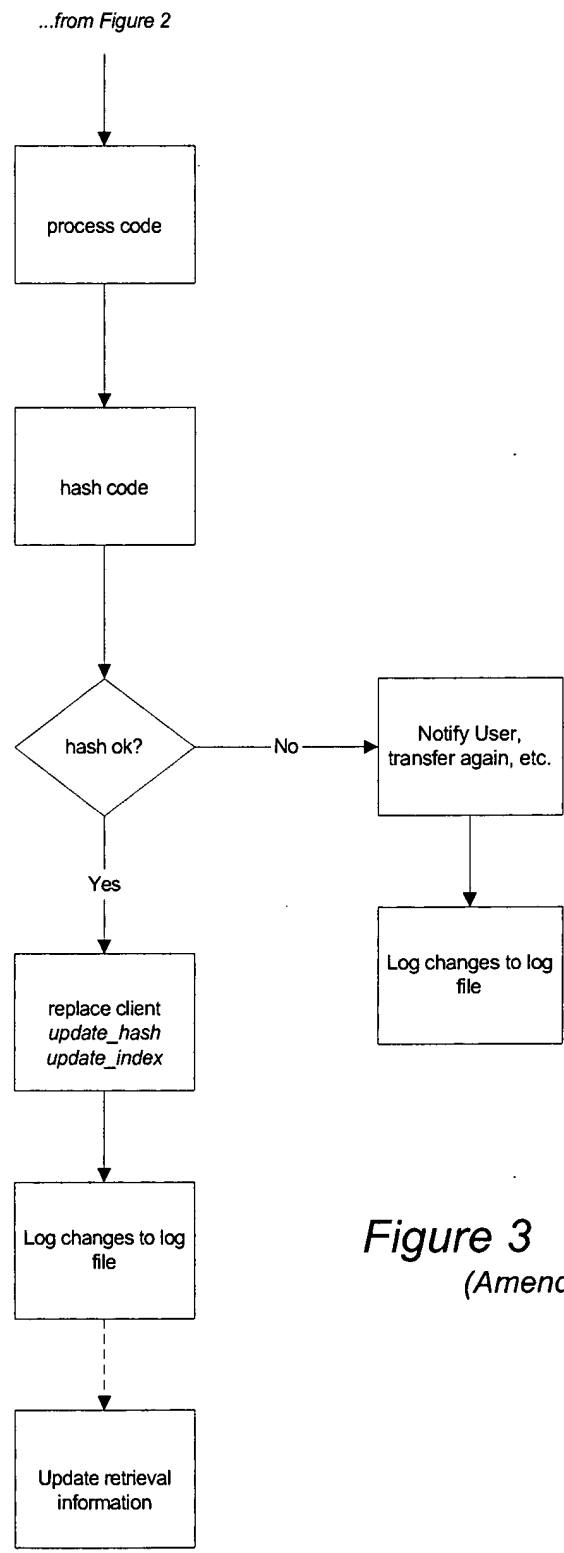 ...from Figure 2
process code
hash code
hash ok?
No
Notify User,
transfer again, etc.
Yes
Log changes to log
file
replace client
update_hash
update_index
Log changes to log
file
Figure 3
(Amend
Update retrieval
information